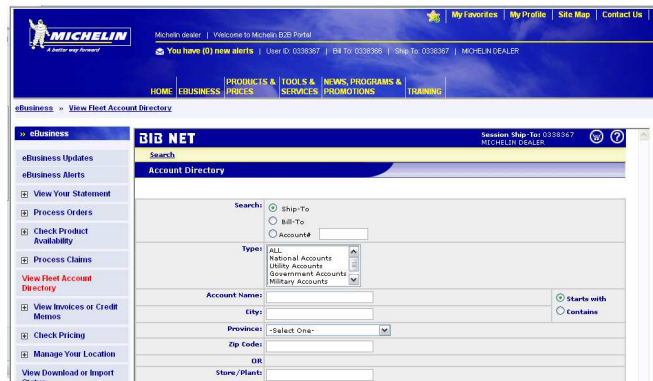 My Favorites | My Profile | Site Map | Contact Us |
MICHELIN
A better way forward
Michelin dealer | Welcome to Michelin B2B Portal
You have (0) new alerts | User ID: 0338367 | Bill To: 0338366 | Ship To: 0338367 | MICHELIN DEALER
HOME
EBUSINESS
PRODUCTS & PRICES
TOOLS & SERVICES
NEWS, PROGRAMS & PROMOTIONS
TRAINING
eBusiness » View Fleet Account Directory
» eBusiness
eBusiness Updates
eBusiness Alerts
View Your Statement
Process Orders
Check Product
Availability
Process Claims
View Fleet Account
Directory
View Invoices or Credit
Memos
Check Pricing
Manage Your Location
View Download or Import
BIB NET
Session Ship-To: 0338367
MICHELIN DEALER
Search
Account Directory
Search: Ship-To
Bill-To
Account#
Type: ALL
National Accounts
Utility Accounts
Government Accounts
Military Accounts
Account Name:
Starts with
City:
Contains
Province: -Select One-
Zip Code:
OR
Store/Plant: